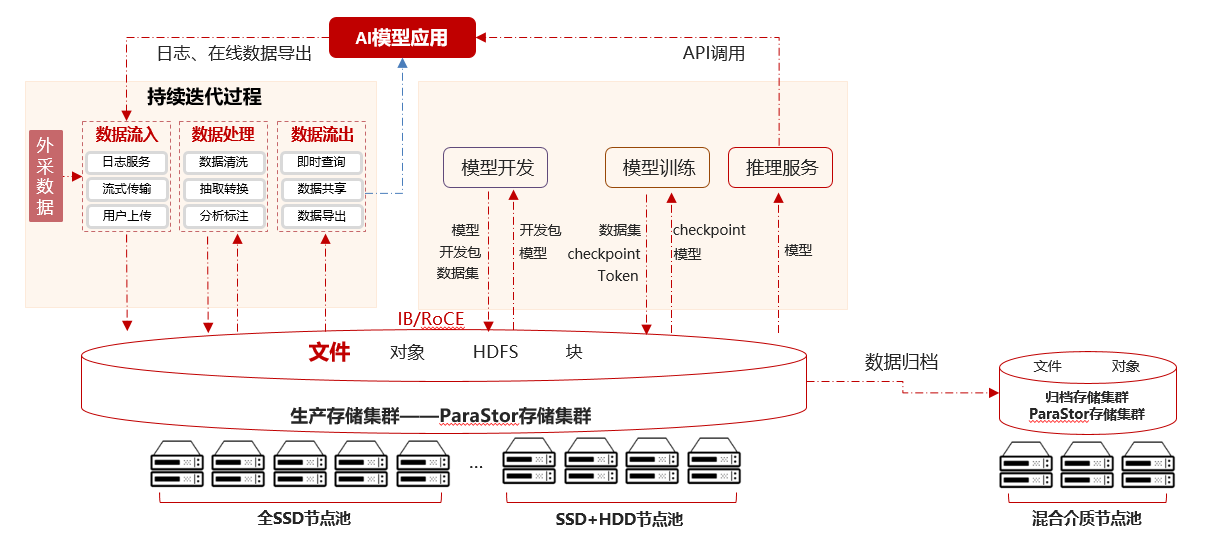 AI模型应用
日志、在线数据导出
API调用
持续迭代过程
外采数据
数据流入
日志服务
流式传输
用户上传
数据处理
数据清洗
抽取转换
分析标注
数据流出
即时查询
数据共享
数据导出
模型开发
模型训练
推理服务
模型
开发包
数据集
开发包
模型
数据集
checkpoint
Token
checkpoint
模型
模型
IB/RoCE
文件 对象 HDFS 块
生产存储集群——ParaStor存储集群
数据归档
文件 对象
归档存储集群
ParaStor存储集群
...
全SSD节点池
SSD+HDD节点池
混合介质节点池